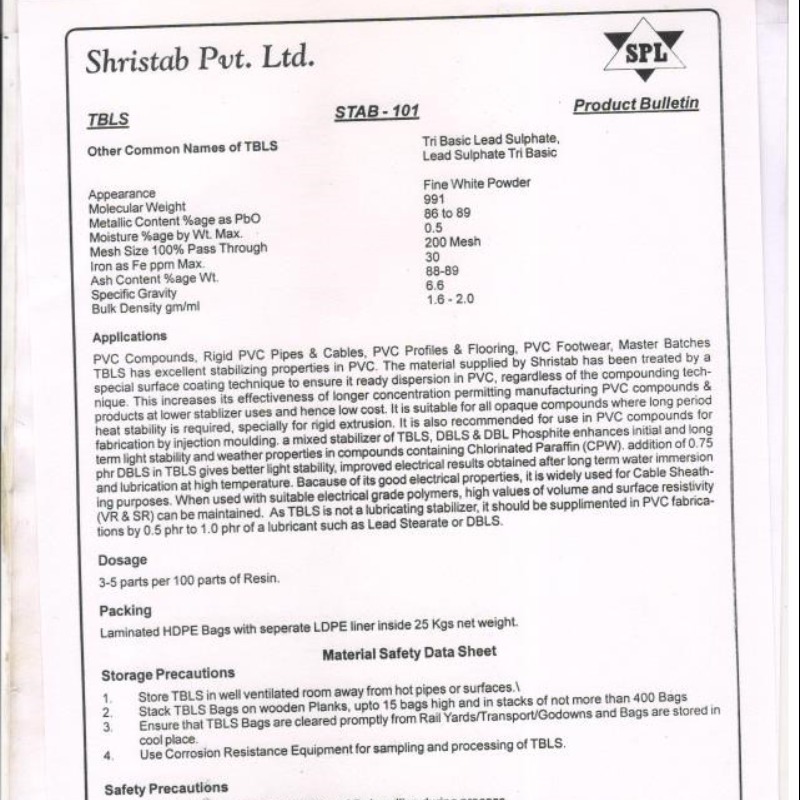 Shristab Pvt. Ltd.
SPL
TBLS STAB - 101 Product Bulletin
Other Common Names of TBLS Tri Basic Lead Sulphate,
Lead Sulphate Tri Basic
Appearance Fine White Powder
Molecular Weight 991
Metallic Content %age as PbO 86 to 89
Moisture %age by Wt. Max. 0.5
Mesh Size 100% Pass Through 200 Mesh
Iron as Fe ppm Max. 30
Ash Content %age Wt. 88-89
Specific Gravity 6.6
Bulk Density gm/ml 1.6 - 2.0
Applications
PVC Compounds, Rigid PVC Pipes & Cables, PVC Profiles & Flooring, PVC Footwear, Master Batches
TBLS has excellent stabilizing properties in PVC. The material supplied by Shristab has been treated by a
special surface coating technique to ensure it ready dispersion in PVC, regardless of the compounding tech-
nique. This increases its effectiveness of longer concentration permitting manufacturing PVC compounds &
products at lower stablizer uses and hence low cost. It is suitable for all opaque compounds where long period
heat stability is required, specially for rigid extrusion. It is also recommended for use in PVC compounds for
fabrication by injection moulding. a mixed stabilizer of TBLS, DBLS & DBL Phosphite enhances initial and long
term light stability and weather properties in compounds containing Chlorinated Paraffin (CPW). addition of 0.75
phr DBLS in TBLS gives better light stability, improved electrical results obtained after long term water immersion
and lubrication at high temperature. Bacause of its good electrical properties, it is widely used for Cable Sheath-
ing purposes. When used with suitable electrical grade polymers, high values of volume and surface resistivity
(VR & SR) can be maintained. As TBLS is not a lubricating stabilizer, it should be supplimented in PVC fabrica-
tions by 0.5 phr to 1.0 phr of a lubricant such as Lead Stearate or DBLS.
Dosage
3-5 parts per 100 parts of Resin.
Packing
Laminated HDPE Bags with seperate LDPE liner inside 25 Kgs net weight.
Material Safety Data Sheet
Storage Precautions
1. Store TBLS in well ventilated room away from hot pipes or surfaces.\
2. Stack TBLS Bags on wooden Planks, upto 15 bags high and in stacks of not more than 400 Bags
3. Ensure that TBLS Bags are cleared promptly from Rail Yards/Transport/Godowns and Bags are stored in
cool place.
4. Use Corrosion Resistance Equipment for sampling and processing of TBLS.
Safety Precautions